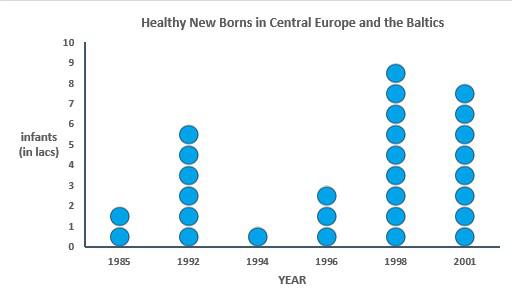 Healthy New Borns in Central Europe and the Baltics
10
9
8
7
6
5
4
3
2
1
0
infants
(in lacs)
1985 1992 1994 1996 1998 2001
YEAR